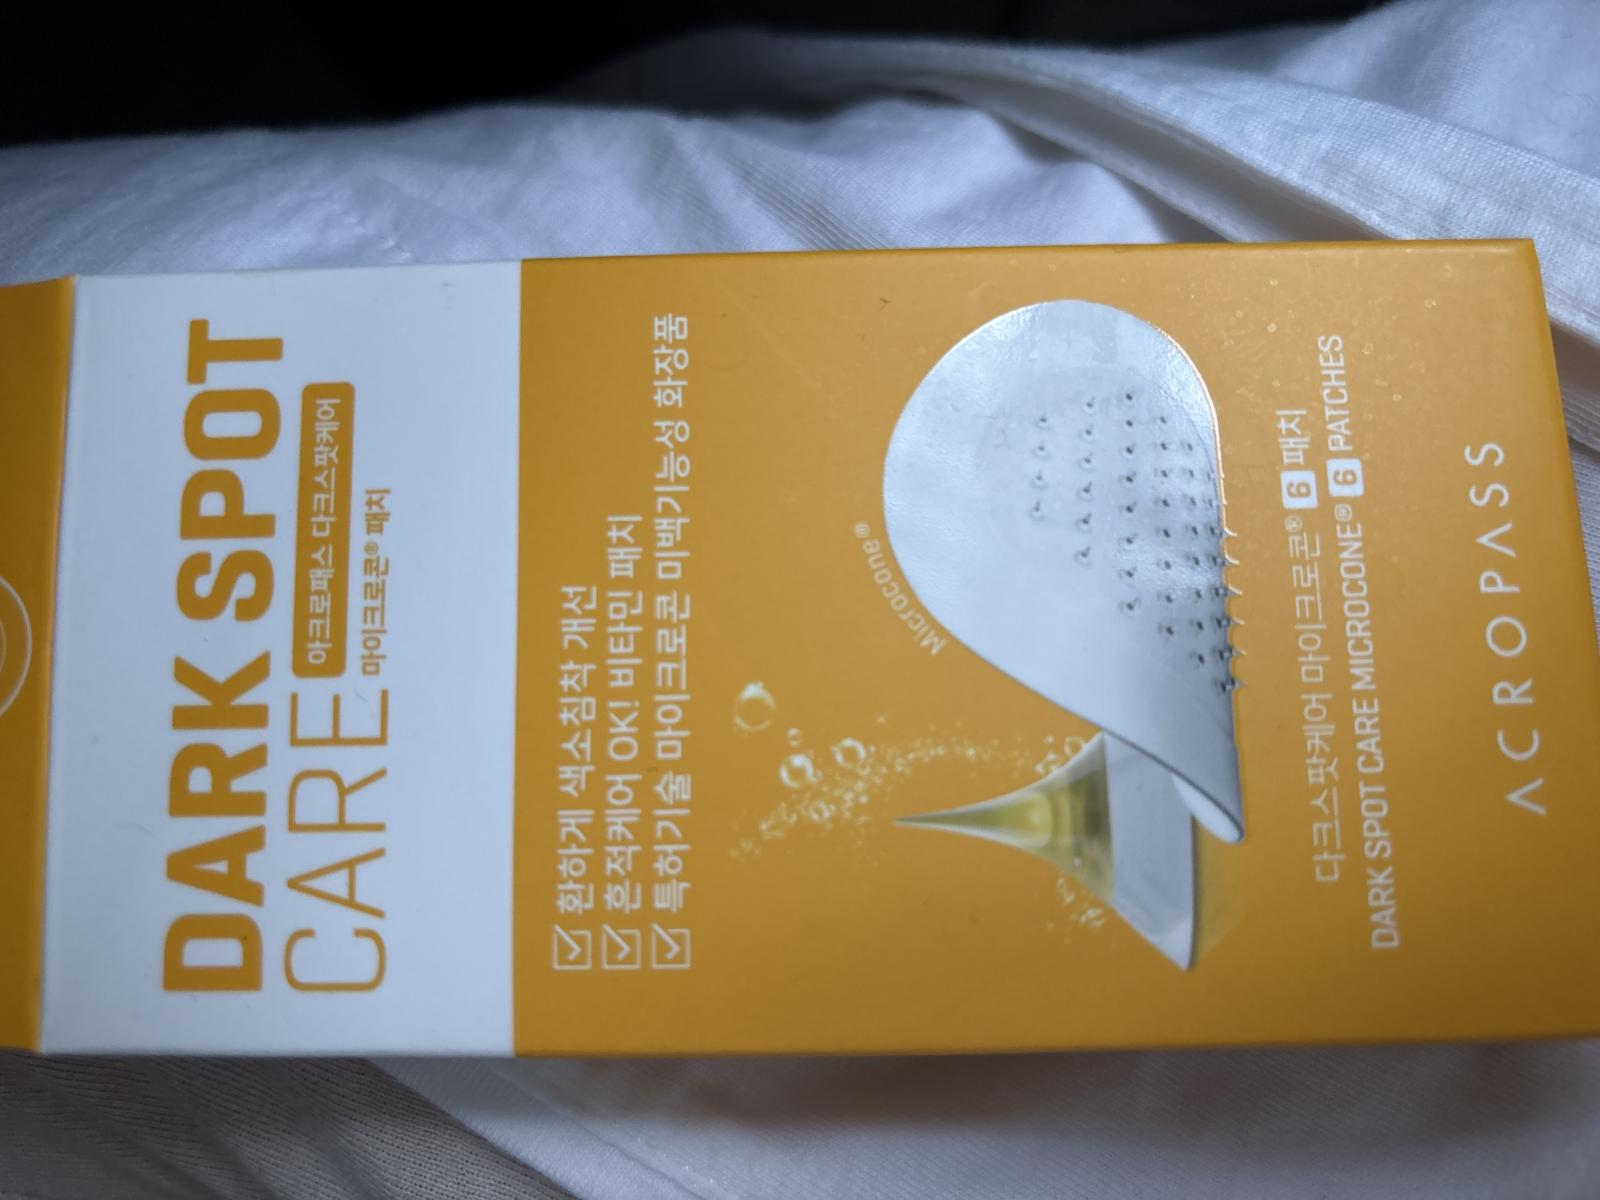 DARK SPOT
CARE
아크로패스 다크스팟케어
마이크로콘® 패치
환하게 색소침착 개선
흔적케어 OK! 비타민 패치
특허기술 마이크로콘 미백기능성 화장품
Microcone®
다크스팟케어 마이크로콘® 6 패치
DARK SPOT CARE MICROCONE® 6 PATCHES
ACROPASS